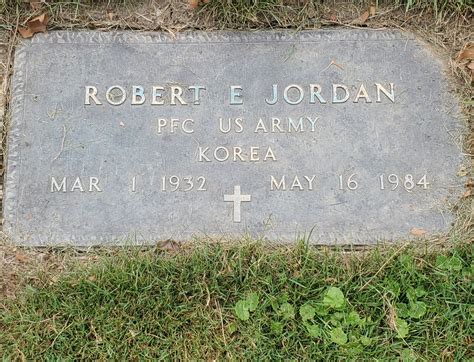 ROBERT E JORDAN
PFC US ARMY
KOREA
MAR 1 1932 MAY 16 1984